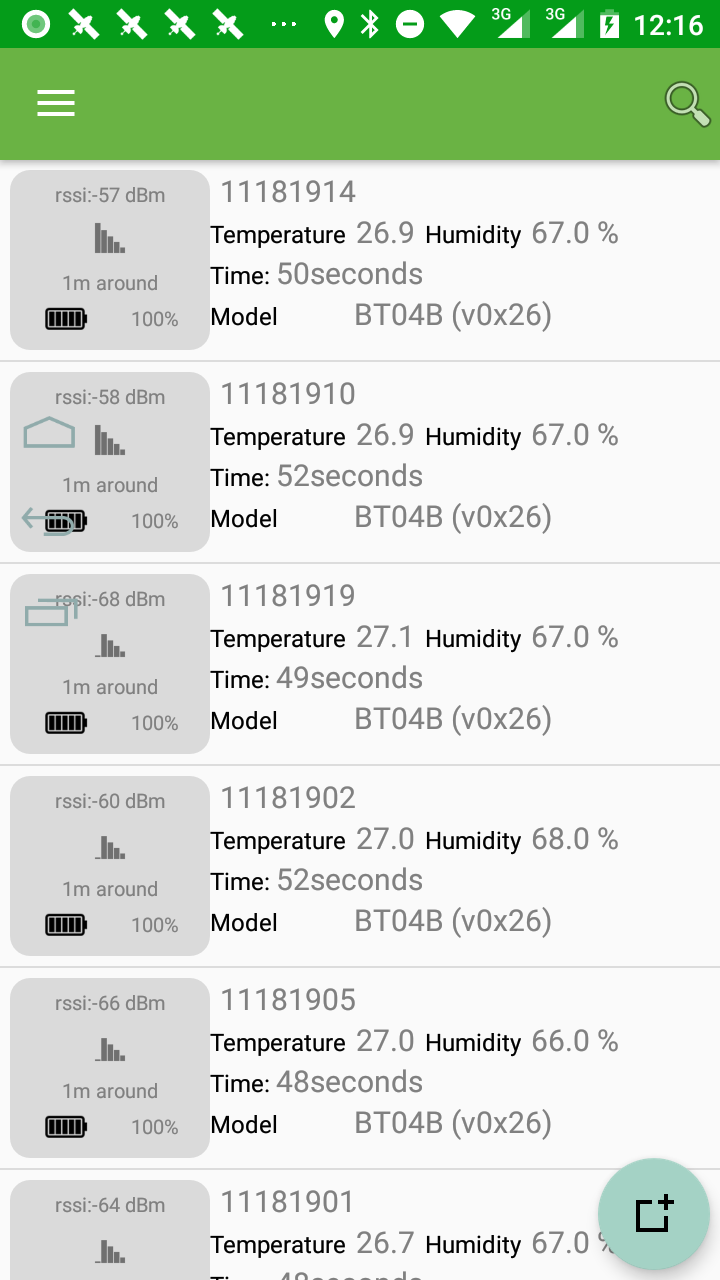 3G 3G 12:16
rssi:-57 dBm
1m around
100%
11181914
Temperature 26.9 Humidity 67.0 %
Time: 50seconds
Model BT04B (v0x26)
rssi:-58 dBm
1m around
100%
11181910
Temperature 26.9 Humidity 67.0 %
Time: 52seconds
Model BT04B (v0x26)
rssi:-68 dBm
1m around
100%
11181919
Temperature 27.1 Humidity 67.0 %
Time: 49seconds
Model BT04B (v0x26)
rssi:-60 dBm
1m around
100%
11181902
Temperature 27.0 Humidity 68.0 %
Time: 52seconds
Model BT04B (v0x26)
rssi:-66 dBm
1m around
100%
11181905
Temperature 27.0 Humidity 66.0 %
Time: 48seconds
Model BT04B (v0x26)
rssi:-64 dBm
11181901
Temperature 26.7 Humidity 67.0 %